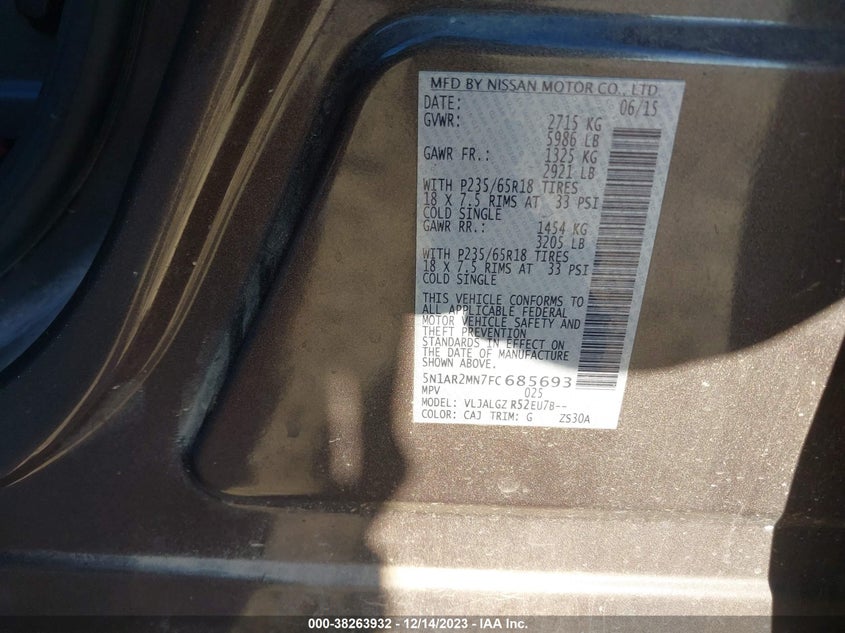 MFD BY NISSAN MOTOR CO., LTD
DATE: 06/15
GVWR: 2715 KG
5986 LB
GAWR FR.: 1325 KG
2921 LB
WITH P235/65R18 TIRES
18 X 7.5 RIMS AT 33 PSI
COLD SINGLE
GAWR RR.: 1454 KG
3205 LB
WITH P235/65R18 TIRES
18 X 7.5 RIMS AT 33 PSI
COLD SINGLE
THIS VEHICLE CONFORMS TO
ALL APPLICABLE FEDERAL
MOTOR VEHICLE SAFETY AND
THEFT PREVENTION
STANDARDS IN EFFECT ON
THE DATE OF MANUFACTURE
SHOWN ABOVE.
5N1AR2MN7FC685693
MPV 025
MODEL: VLJALGZ R52EU7B--
COLOR: CAJ TRIM: G ZS30A
000-38263932 - 12/14/2023 - IAA Inc.